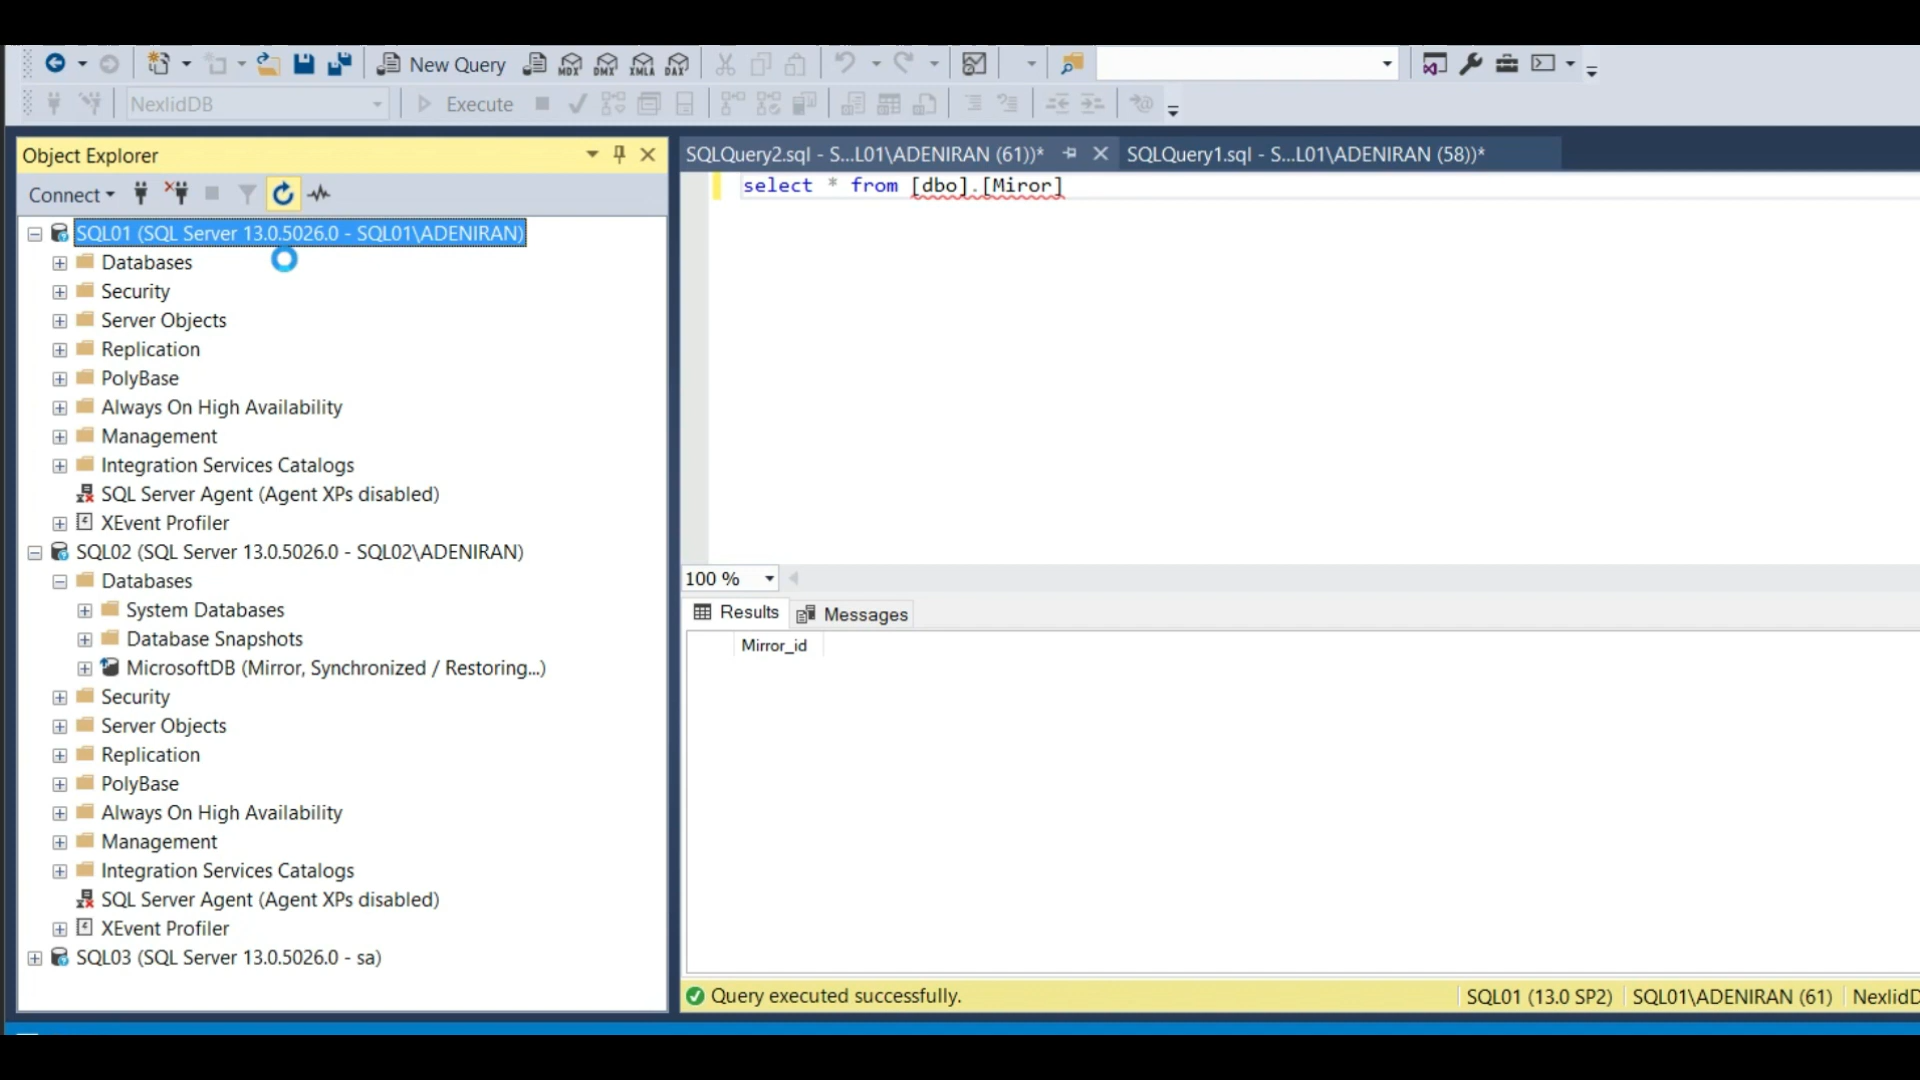 New Query
MDX DMX XMLA DAX
NexlidDB
Execute
Object Explorer
Connect
SQL01 (SQL Server 13.0.5026.0 - SQL01\ADENIRAN)
Databases
Security
Server Objects
Replication
PolyBase
Always On High Availability
Management
Integration Services Catalogs
SQL Server Agent (Agent XPs disabled)
XEvent Profiler
SQL02 (SQL Server 13.0.5026.0 - SQL02\ADENIRAN)
Databases
System Databases
Database Snapshots
MicrosoftDB (Mirror, Synchronized / Restoring...)
Security
Server Objects
Replication
PolyBase
Always On High Availability
Management
Integration Services Catalogs
SQL Server Agent (Agent XPs disabled)
XEvent Profiler
SQL03 (SQL Server 13.0.5026.0 - sa)
SQLQuery2.sql - S...L01\ADENIRAN (61))*
SQLQuery1.sql - S...L01\ADENIRAN (58))*
select * from [dbo].[Miror]
100 %
Results
Messages
Mirror_id
Query executed successfully.
SQL01 (13.0 SP2)
SQL01\ADENIRAN (61)
NexlidD